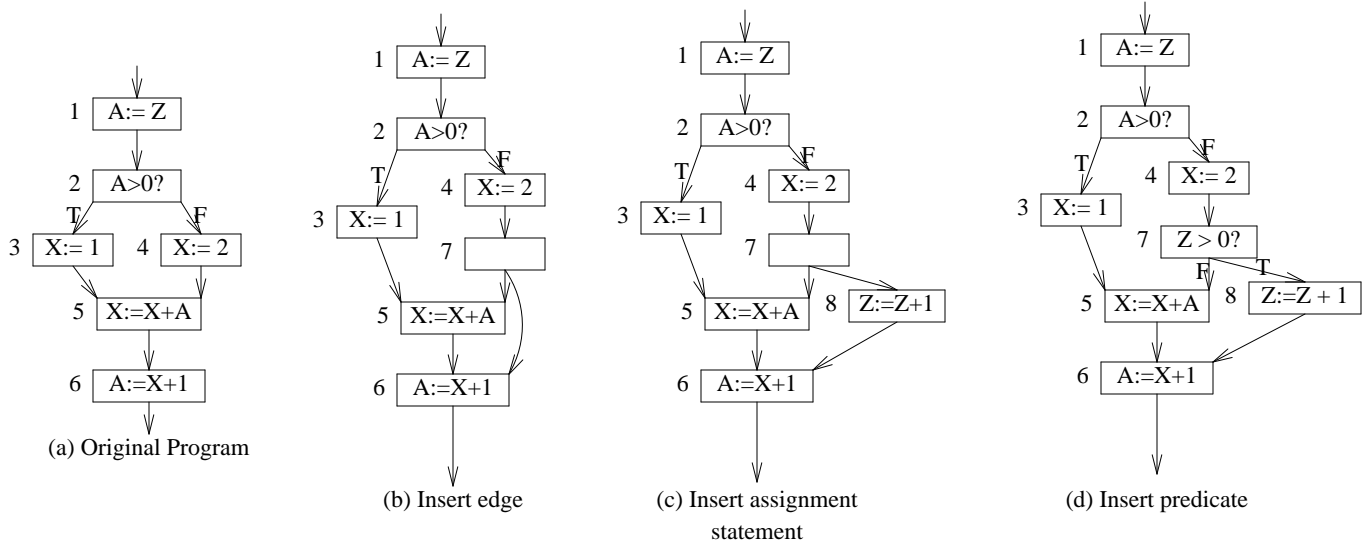 1 A:= Z
2 A>0?
T F
3 X:= 1 4 X:= 2
5 X:=X+A
6 A:=X+1
(a) Original Program
1 A:= Z
2 A>0?
T F
4 X:= 2
3 X:= 1
7
5 X:=X+A
6 A:=X+1
(b) Insert edge
1 A:= Z
2 A>0?
T F
4 X:= 2
3 X:= 1
7
5 X:=X+A 8 Z:=Z+1
6 A:=X+1
(c) Insert assignment
statement
1 A:= Z
2 A>0?
T F
4 X:= 2
3 X:= 1
7 Z > 0?
F T
5 X:=X+A 8 Z:=Z + 1
6 A:=X+1
(d) Insert predicate